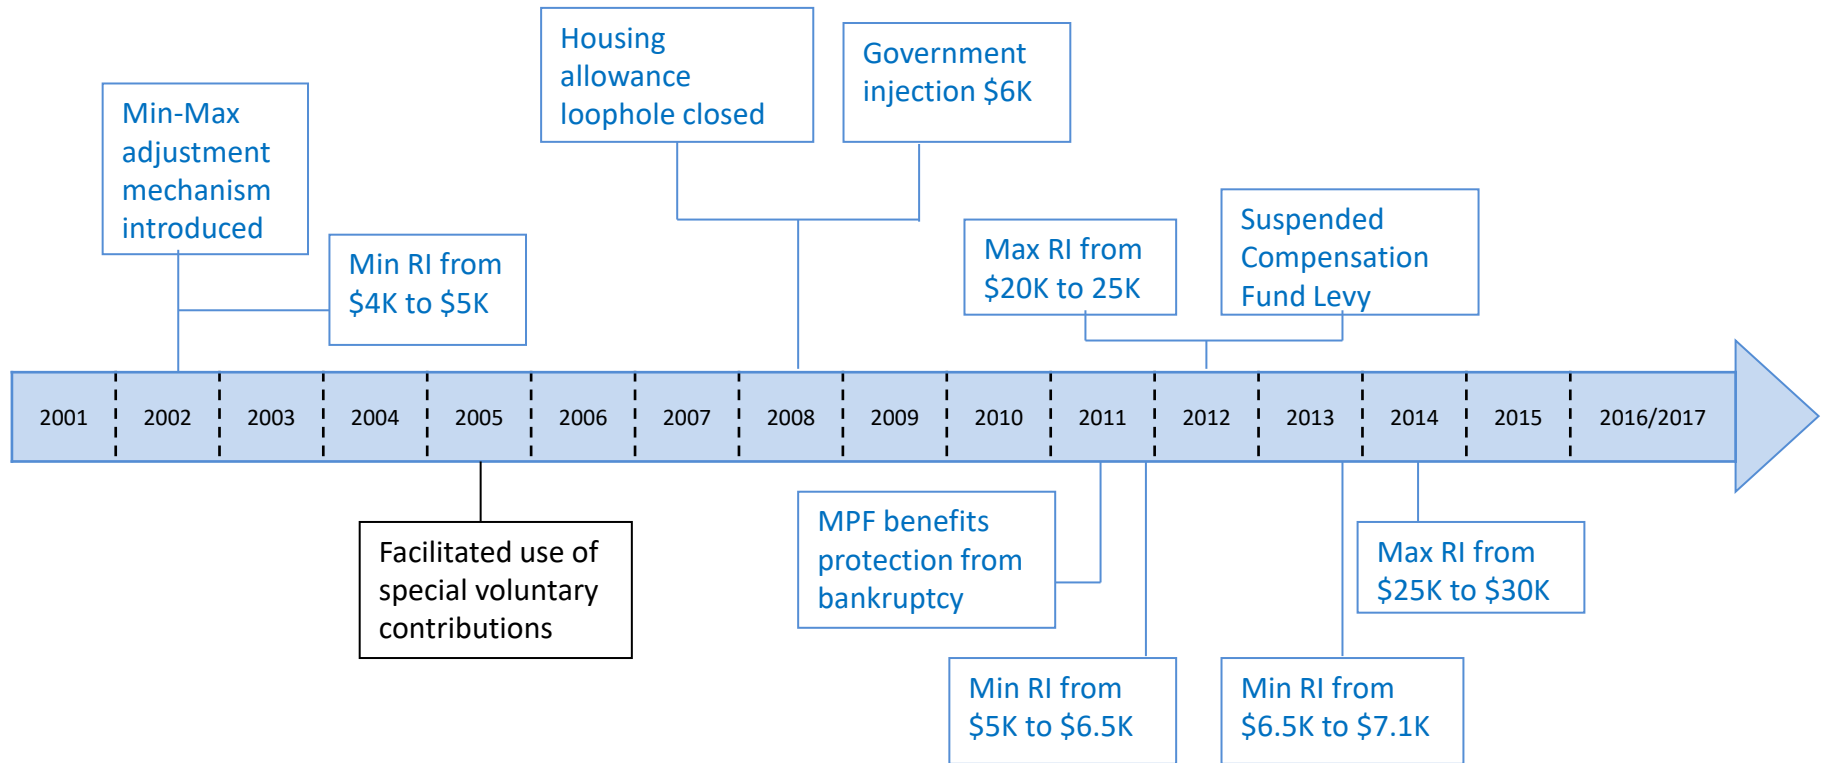 Housing
allowance
loophole closed
Government
injection $6K
Min-Max
adjustment
mechanism
introduced
Min RI from
$4K to $5K
Max RI from
$20K to 25K
Suspended
Compensation
Fund Levy
2001
2002
2003
2004
2005
2006
2007
2008
2009
2010
2011
2012
2013
2014
2015
2016/2017
Facilitated use of
special voluntary
contributions
MPF benefits
protection from
bankruptcy
Max RI from
$25K to $30K
Min RI from
$5K to $6.5K
Min RI from
$6.5K to $7.1K